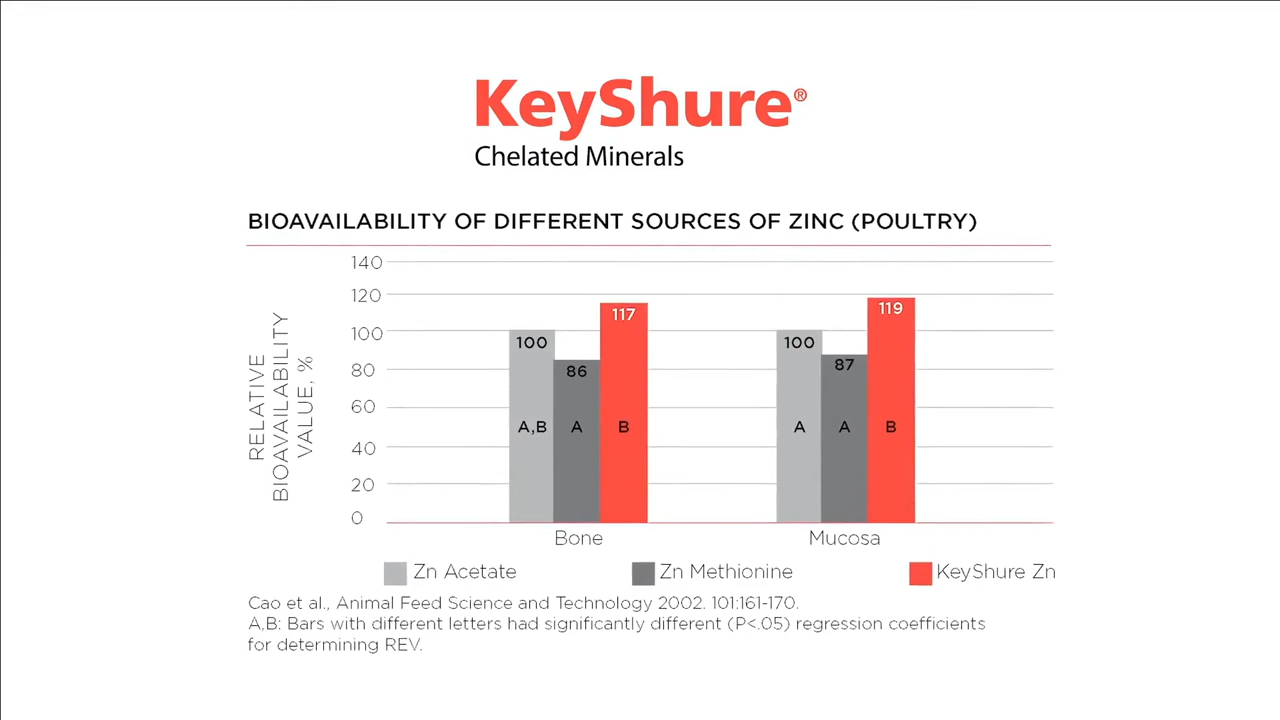 KeyShure®
Chelated Minerals
BIOAVAILABILITY OF DIFFERENT SOURCES OF ZINC (POULTRY)
RELATIVE
BIOAVAILABILITY
VALUE, %
140
120
100
80
60
40
20
0
100
86
117
A,B
A
B
100
87
119
A
A
B
Bone
Mucosa
Zn Acetate
Zn Methionine
KeyShure Zn
Cao et al., Animal Feed Science and Technology 2002. 101:161-170.
A,B: Bars with different letters had significantly different (P<.05) regression coefficients
for determining REV.